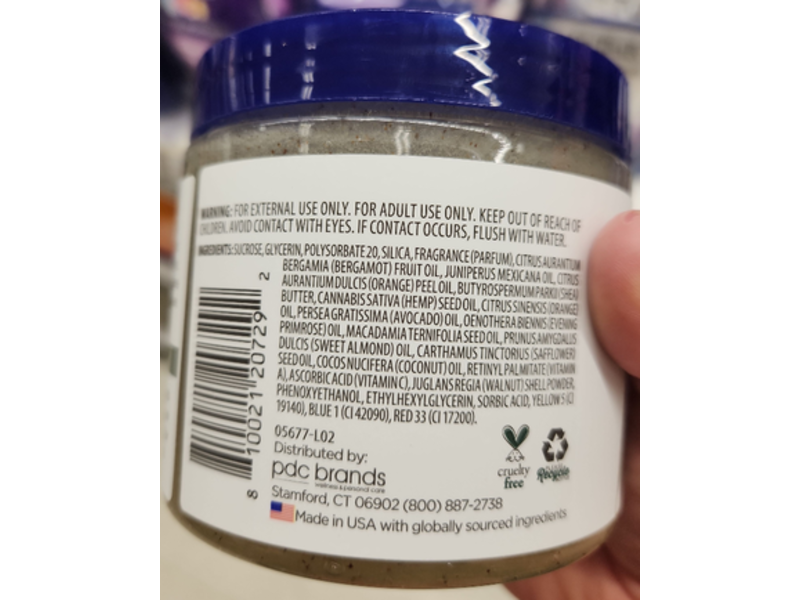 WARNING: FOR EXTERNAL USE ONLY. FOR ADULT USE ONLY. KEEP OUT OF REACH OF
CHILDREN. AVOID CONTACT WITH EYES. IF CONTACT OCCURS, FLUSH WITH WATER.
INGREDIENTS: SUCROSE, GLYCERIN, POLYSORBATE 20, SILICA, FRAGRANCE (PARFUM), CITRUS AURANTIUM
BERGAMIA (BERGAMOT) FRUIT OIL, JUNIPERUS MEXICANA OIL, CITRUS
AURANTIUM DULCIS (ORANGE) PEEL OIL, BUTYROSPERMUM PARKII (SHEA)
BUTTER, CANNABIS SATIVA (HEMP) SEED OIL, CITRUS SINENSIS (ORANGE)
OIL, PERSEA GRATISSIMA (AVOCADO) OIL, OENOTHERA BIENNIS (EVENING
PRIMROSE) OIL, MACADAMIA TERNIFOLIA SEED OIL, PRUNUS AMYGDALUS
DULCIS (SWEET ALMOND) OIL, CARTHAMUS TINCTORIUS (SAFFLOWER)
SEED OIL, COCOS NUCIFERA (COCONUT) OIL, RETINYL PALMITATE (VITAMIN
A), ASCORBIC ACID (VITAMIN C), JUGLANS REGIA (WALNUT) SHELL POWDER,
PHENOXYETHANOL, ETHYLHEXYLGLYCERIN, SORBIC ACID, YELLOW 5 (CI
19140), BLUE 1 (CI 42090), RED 33 (CI 17200).
8 10021 20729 2
05677-L02
Distributed by:
pdc brands
wellness & personal care
Stamford, CT 06902 (800) 887-2738
Made in USA with globally sourced ingredients
cruelty
free
Recycle